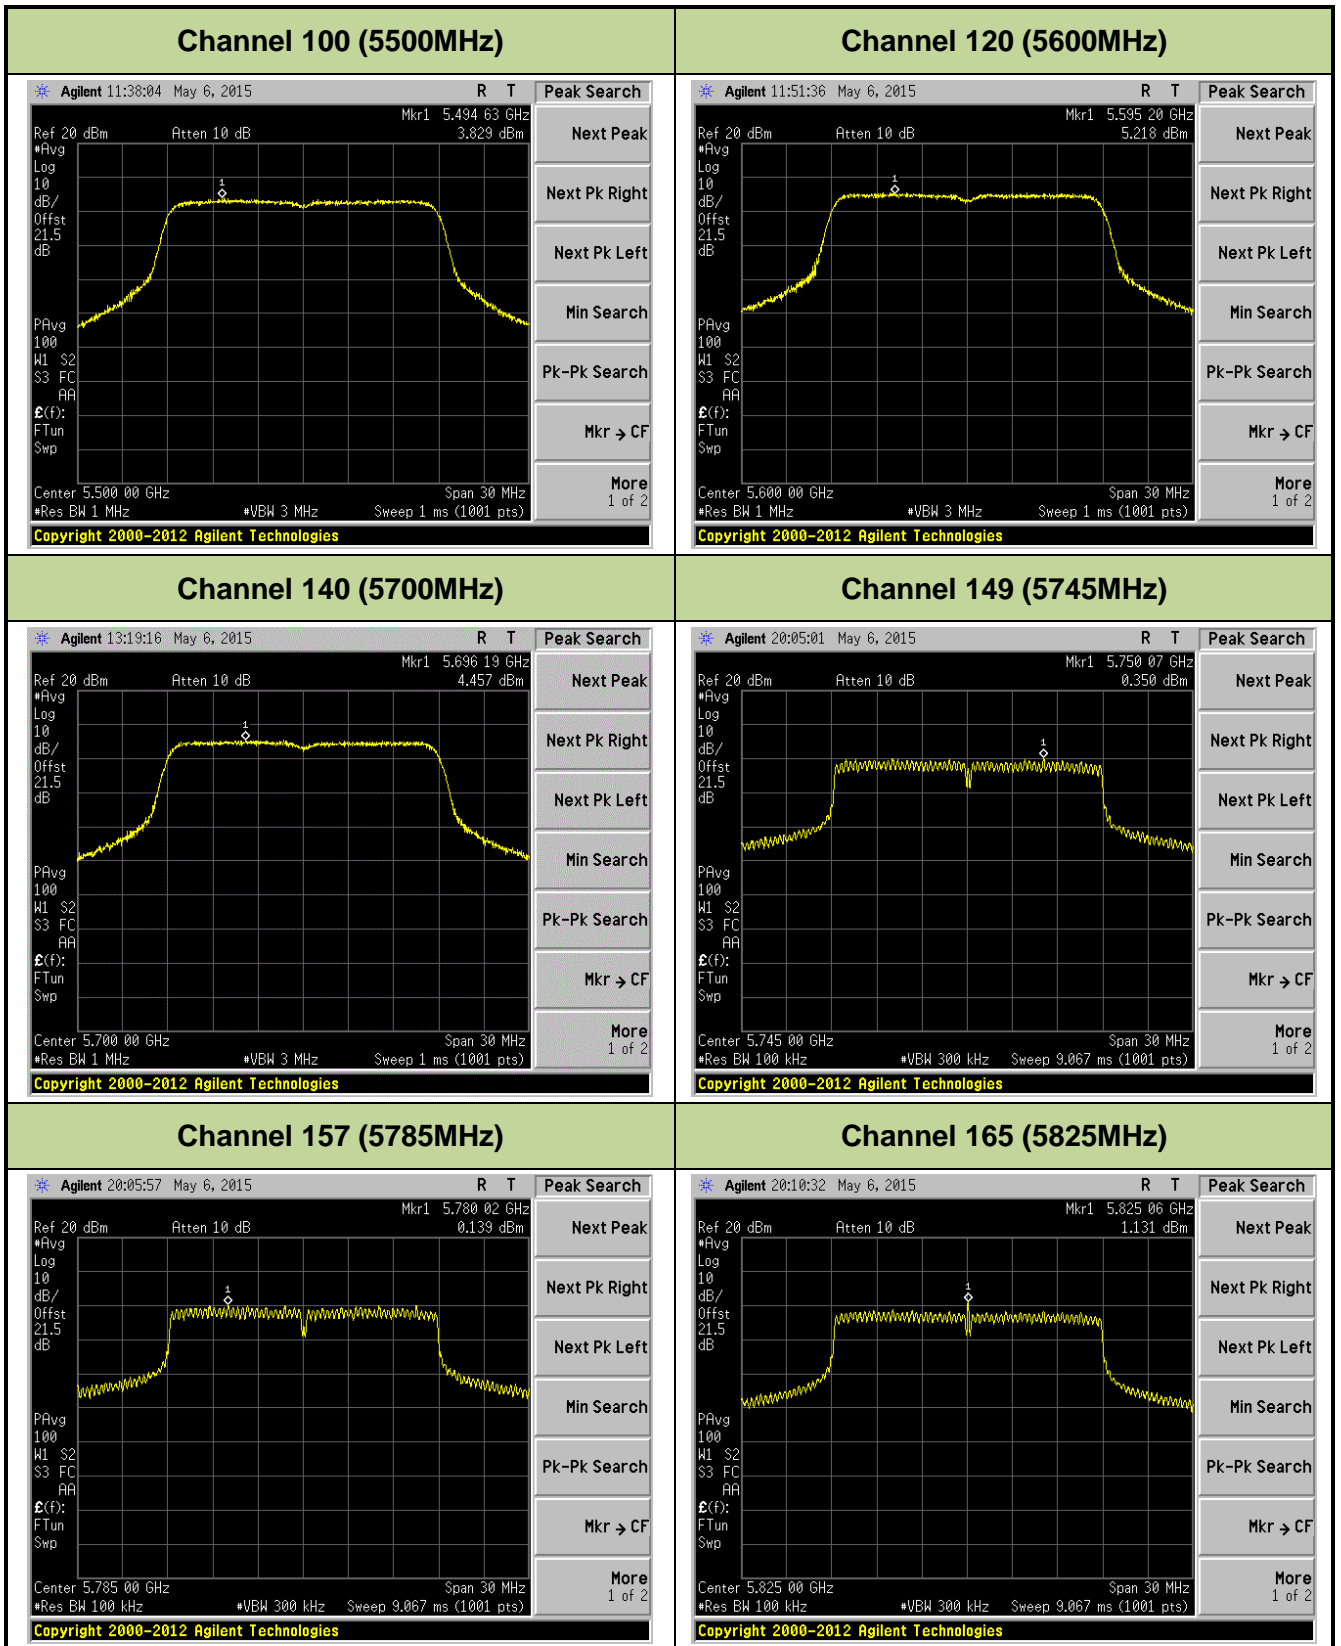 Channel 100 (5500MHz)
Agilent 11:38:04 May 6, 2015 R T Peak Search
Mkr1 5.494 63 GHz
Ref 20 dBm Atten 10 dB 3.829 dBm Next Peak
#Avg
Log
10
dB/
Offst
21.5
dB
1
Next Pk Right
Next Pk Left
Min Search
PAvg
100
W1 S2
S3 FC
AA
Pk-Pk Search
£(f):
FTun
Swp
Mkr → CF
Center 5.500 00 GHz Span 30 MHz
#Res BW 1 MHz #VBW 3 MHz Sweep 1 ms (1001 pts)
More
1 of 2
Copyright 2000-2012 Agilent Technologies
Channel 120 (5600MHz)
Agilent 11:51:36 May 6, 2015 R T Peak Search
Mkr1 5.595 20 GHz
Ref 20 dBm Atten 10 dB 5.218 dBm Next Peak
#Avg
Log
10
dB/
Offst
21.5
dB
1
Next Pk Right
Next Pk Left
Min Search
PAvg
100
W1 S2
S3 FC
AA
Pk-Pk Search
£(f):
FTun
Swp
Mkr → CF
Center 5.600 00 GHz Span 30 MHz
#Res BW 1 MHz #VBW 3 MHz Sweep 1 ms (1001 pts)
More
1 of 2
Copyright 2000-2012 Agilent Technologies
Channel 140 (5700MHz)
Agilent 13:19:16 May 6, 2015 R T Peak Search
Mkr1 5.696 19 GHz
Ref 20 dBm Atten 10 dB 4.457 dBm Next Peak
#Avg
Log
10
dB/
Offst
21.5
dB
1
Next Pk Right
Next Pk Left
Min Search
PAvg
100
W1 S2
S3 FC
AA
Pk-Pk Search
£(f):
FTun
Swp
Mkr → CF
Center 5.700 00 GHz Span 30 MHz
#Res BW 1 MHz #VBW 3 MHz Sweep 1 ms (1001 pts)
More
1 of 2
Copyright 2000-2012 Agilent Technologies
Channel 149 (5745MHz)
Agilent 20:05:01 May 6, 2015 R T Peak Search
Mkr1 5.750 07 GHz
Ref 20 dBm Atten 10 dB 0.350 dBm Next Peak
#Avg
Log
10
dB/
Offst
21.5
dB
1
Next Pk Right
Next Pk Left
Min Search
PAvg
100
W1 S2
S3 FC
AA
Pk-Pk Search
£(f):
FTun
Swp
Mkr → CF
Center 5.745 00 GHz Span 30 MHz
#Res BW 100 kHz #VBW 300 kHz Sweep 9.067 ms (1001 pts)
More
1 of 2
Copyright 2000-2012 Agilent Technologies
Channel 157 (5785MHz)
Agilent 20:05:57 May 6, 2015 R T Peak Search
Mkr1 5.780 02 GHz
Ref 20 dBm Atten 10 dB 0.139 dBm Next Peak
#Avg
Log
10
dB/
Offst
21.5
dB
1
Next Pk Right
Next Pk Left
Min Search
PAvg
100
W1 S2
S3 FC
AA
Pk-Pk Search
£(f):
FTun
Swp
Mkr → CF
Center 5.785 00 GHz Span 30 MHz
#Res BW 100 kHz #VBW 300 kHz Sweep 9.067 ms (1001 pts)
More
1 of 2
Copyright 2000-2012 Agilent Technologies
Channel 165 (5825MHz)
Agilent 20:10:32 May 6, 2015 R T Peak Search
Mkr1 5.825 06 GHz
Ref 20 dBm Atten 10 dB 1.131 dBm Next Peak
#Avg
Log
10
dB/
Offst
21.5
dB
1
Next Pk Right
Next Pk Left
Min Search
PAvg
100
W1 S2
S3 FC
AA
Pk-Pk Search
£(f):
FTun
Swp
Mkr → CF
Center 5.825 00 GHz Span 30 MHz
#Res BW 100 kHz #VBW 300 kHz Sweep 9.067 ms (1001 pts)
More
1 of 2
Copyright 2000-2012 Agilent Technologies